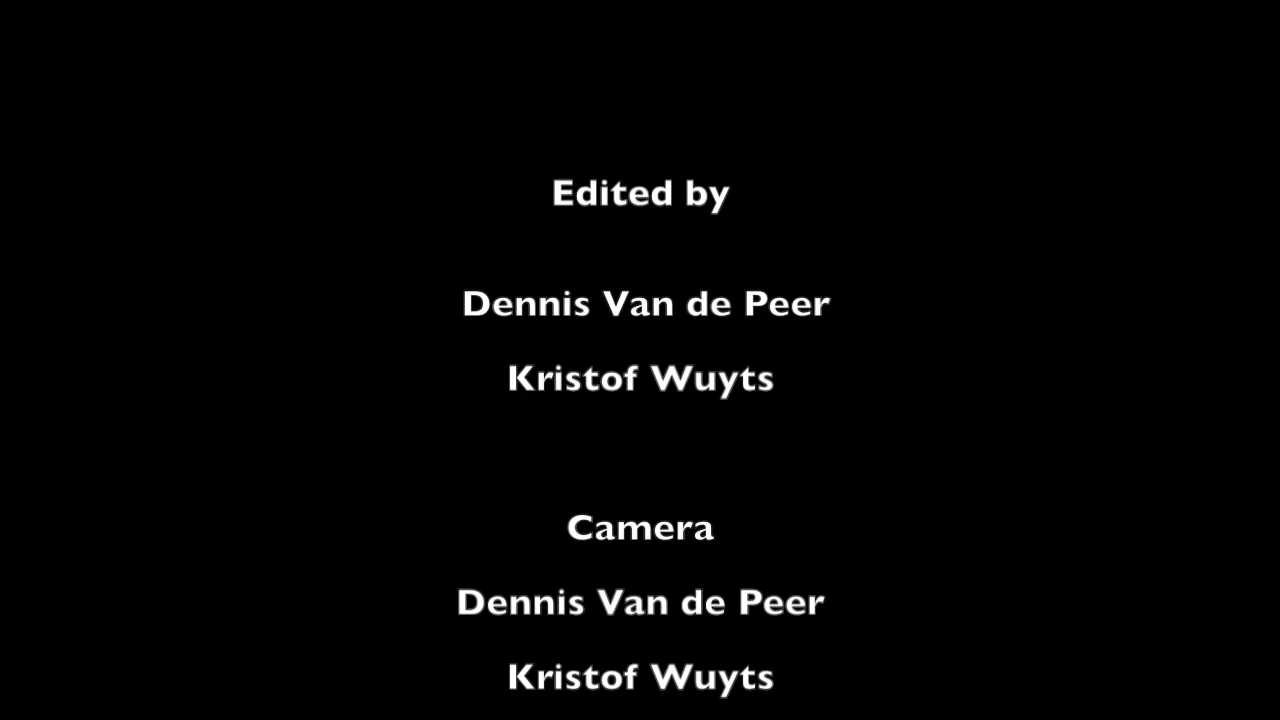 Edited by
Dennis Van de Peer
Kristof Wuyts
Camera
Dennis Van de Peer
Kristof Wuyts